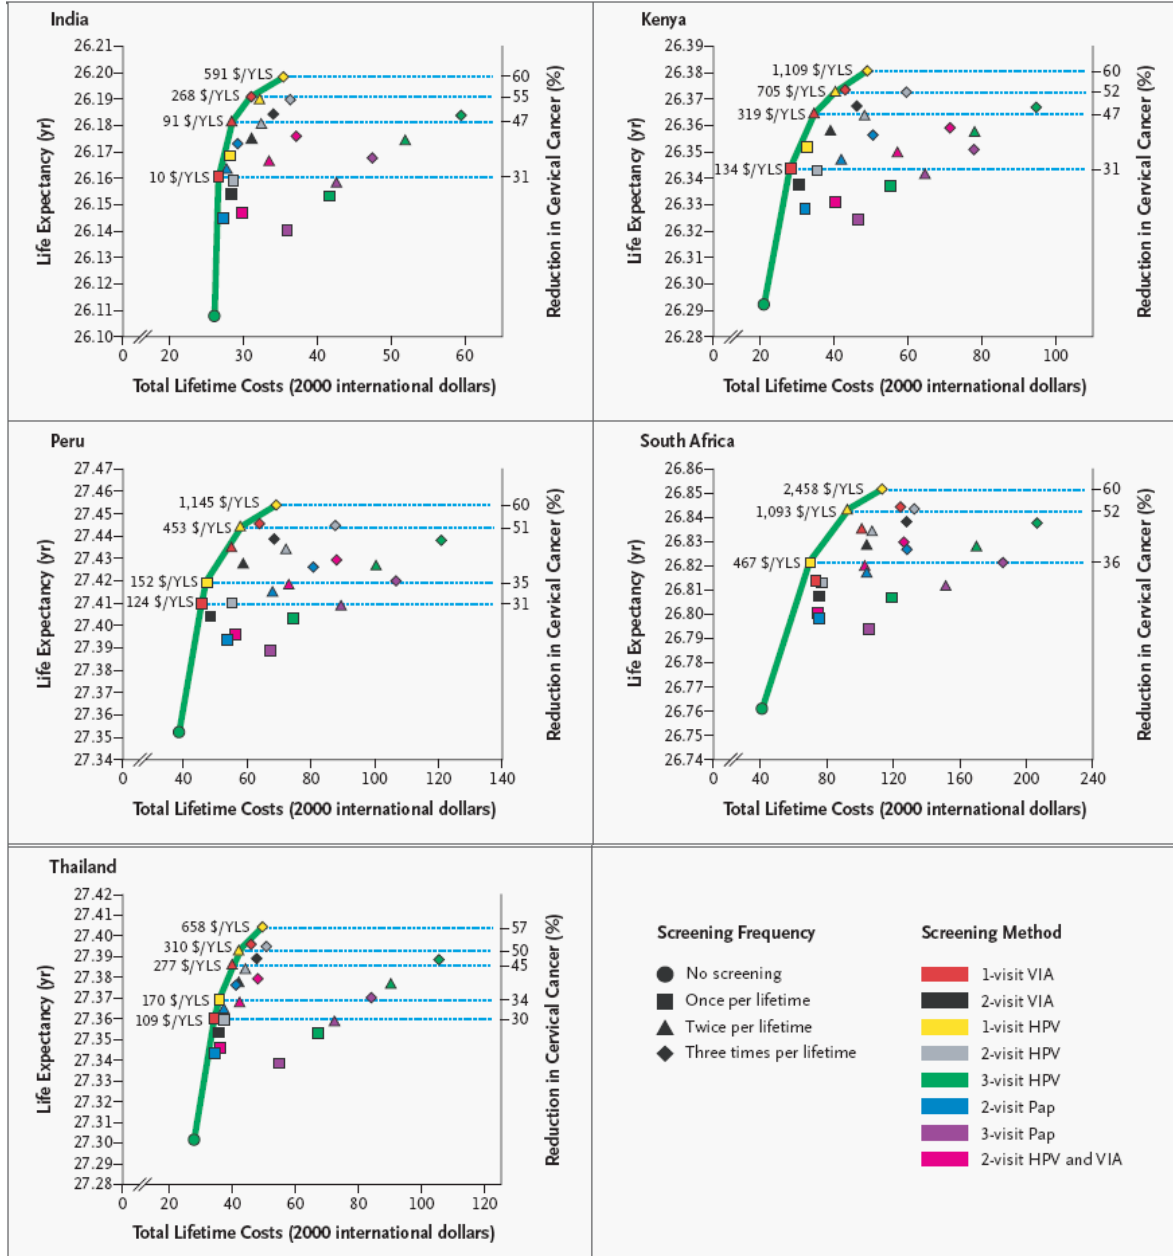 India
26.21
26.20
26.19
26.18
26.17
26.16
26.15
26.14
26.13
26.12
26.11
26.10
Life Expectancy (yr)
591 $/YLS
268 $/YLS
91 $/YLS
10 $/YLS
60
55
47
31
Reduction in Cervical Cancer (%)
0 20 30 40 50 60
Total Lifetime Costs (2000 international dollars)
Kenya
26.39
26.38
26.37
26.36
26.35
26.34
26.33
26.32
26.31
26.30
26.29
26.28
Life Expectancy (yr)
1,109 $/YLS
705 $/YLS
319 $/YLS
134 $/YLS
60
52
47
31
Reduction in Cervical Cancer (%)
0 20 40 60 80 100
Total Lifetime Costs (2000 international dollars)
Peru
27.47
27.46
27.45
27.44
27.43
27.42
27.41
27.40
27.39
27.38
27.37
27.36
27.35
27.34
Life Expectancy (yr)
1,145 $/YLS
453 $/YLS
152 $/YLS
124 $/YLS
60
51
35
31
Reduction in Cervical Cancer (%)
0 40 60 80 100 120 140
Total Lifetime Costs (2000 international dollars)
South Africa
26.86
26.85
26.84
26.83
26.82
26.81
26.80
26.79
26.78
26.77
26.76
26.75
26.74
Life Expectancy (yr)
2,458 $/YLS
1,093 $/YLS
467 $/YLS
60
52
36
Reduction in Cervical Cancer (%)
0 40 80 120 160 200 240
Total Lifetime Costs (2000 international dollars)
Thailand
27.42
27.41
27.40
27.39
27.38
27.37
27.36
27.35
27.34
27.33
27.32
27.31
27.30
27.29
27.28
Life Expectancy (yr)
658 $/YLS
310 $/YLS
277 $/YLS
170 $/YLS
109 $/YLS
57
50
45
34
30
Reduction in Cervical Cancer (%)
0 40 60 80 100 120
Total Lifetime Costs (2000 international dollars)
Screening Frequency
No screening
Once per lifetime
Twice per lifetime
Three times per lifetime
Screening Method
1-visit VIA
2-visit VIA
1-visit HPV
2-visit HPV
3-visit HPV
2-visit Pap
3-visit Pap
2-visit HPV and VIA